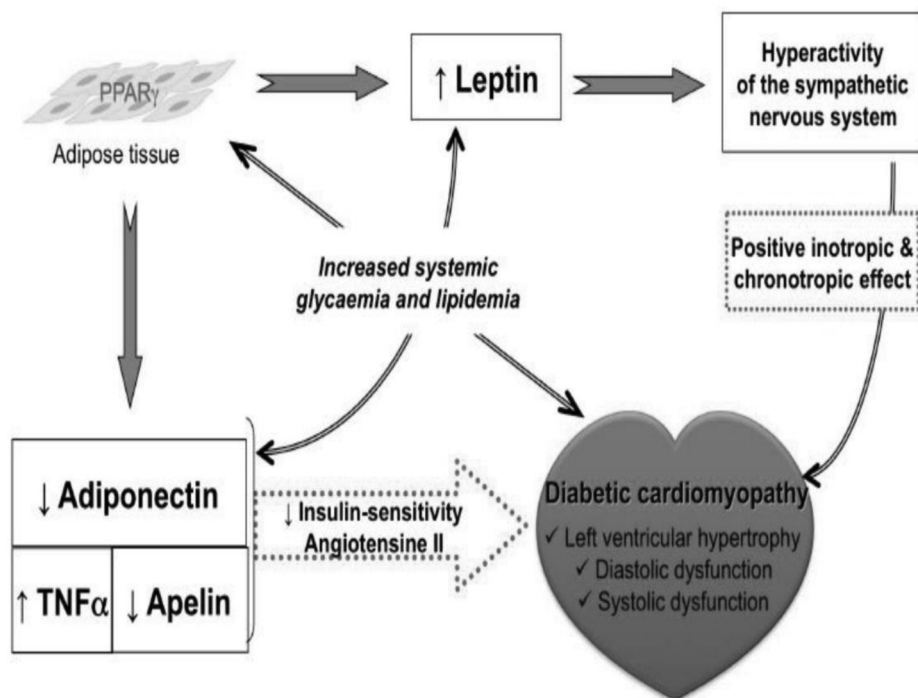 PPARγ
Adipose tissue
↑ Leptin
Hyperactivity
of the sympathetic
nervous system
Positive inotropic &
chronotropic effect
Increased systemic
glycaemia and lipidemia
↓ Adiponectin
↑ TNFα
↓ Apelin
↓ Insulin-sensitivity
Angiotensine II
Diabetic cardiomyopathy
✓ Left ventricular hypertrophy
✓ Diastolic dysfunction
✓ Systolic dysfunction